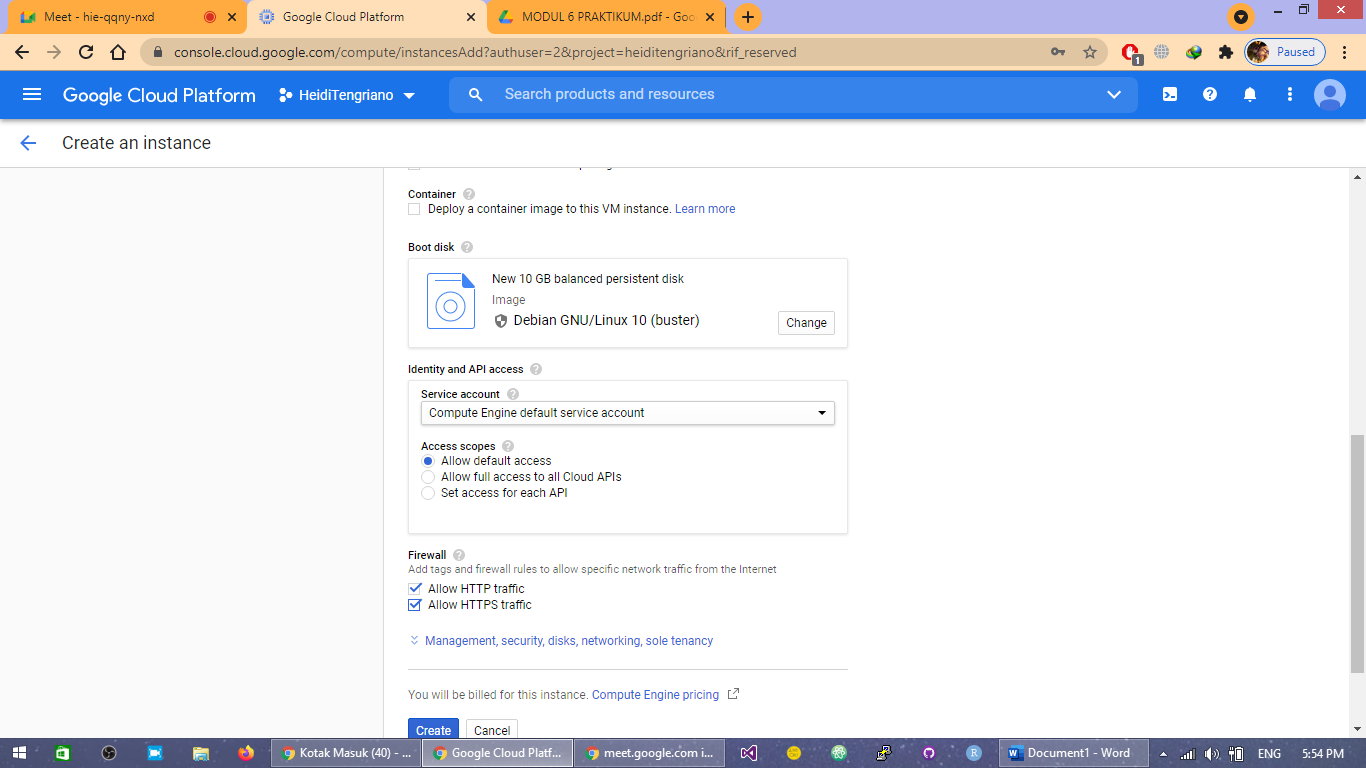 Meet - hie-qqny-nxd
Google Cloud Platform
MODUL 6 PRAKTIKUM.pdf - Goo
console.cloud.google.com/compute/instancesAdd?authuser=2&project=heiditengriano&rif_reserved
1
Paused
Google Cloud Platform
HeidiTengriano
Search products and resources
Create an instance
Container
Deploy a container image to this VM instance. Learn more
Boot disk
New 10 GB balanced persistent disk
Image
Debian GNU/Linux 10 (buster)
Change
Identity and API access
Service account
Compute Engine default service account
Access scopes
Allow default access
Allow full access to all Cloud APIs
Set access for each API
Firewall
Add tags and firewall rules to allow specific network traffic from the Internet
Allow HTTP traffic
Allow HTTPS traffic
Management, security, disks, networking, sole tenancy
You will be billed for this instance. Compute Engine pricing
Create
Cancel
Kotak Masuk (40) - ...
Google Cloud Platf...
meet.google.com i...
Document1 - Word
ENG
5:54 PM